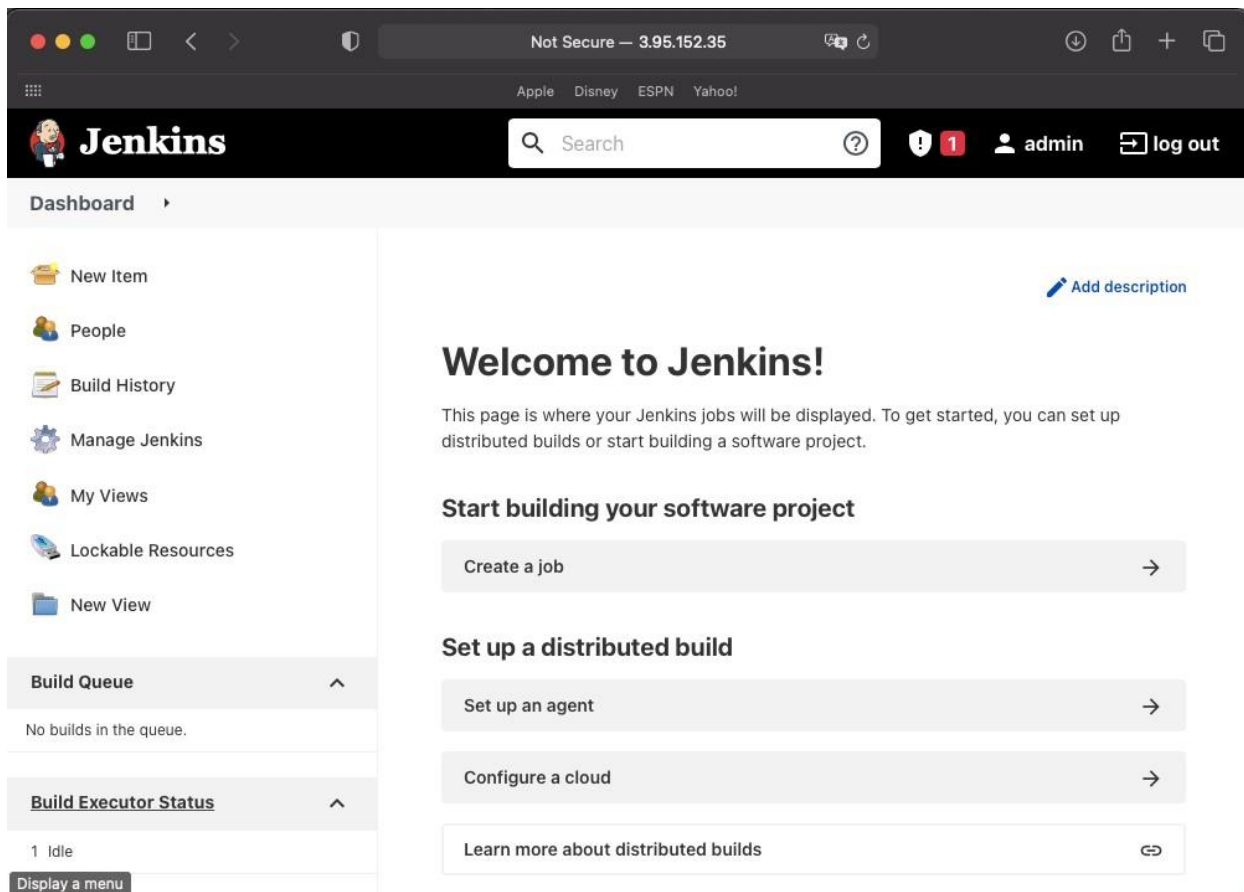 Not Secure — 3.95.152.35
Apple Disney ESPN Yahoo!
Jenkins
Search
1
admin
log out
Dashboard
New Item
People
Build History
Manage Jenkins
My Views
Lockable Resources
New View
Build Queue
No builds in the queue.
Build Executor Status
1 Idle
Display a menu
Add description
Welcome to Jenkins!
This page is where your Jenkins jobs will be displayed. To get started, you can set up
distributed builds or start building a software project.
Start building your software project
Create a job
Set up a distributed build
Set up an agent
Configure a cloud
Learn more about distributed builds